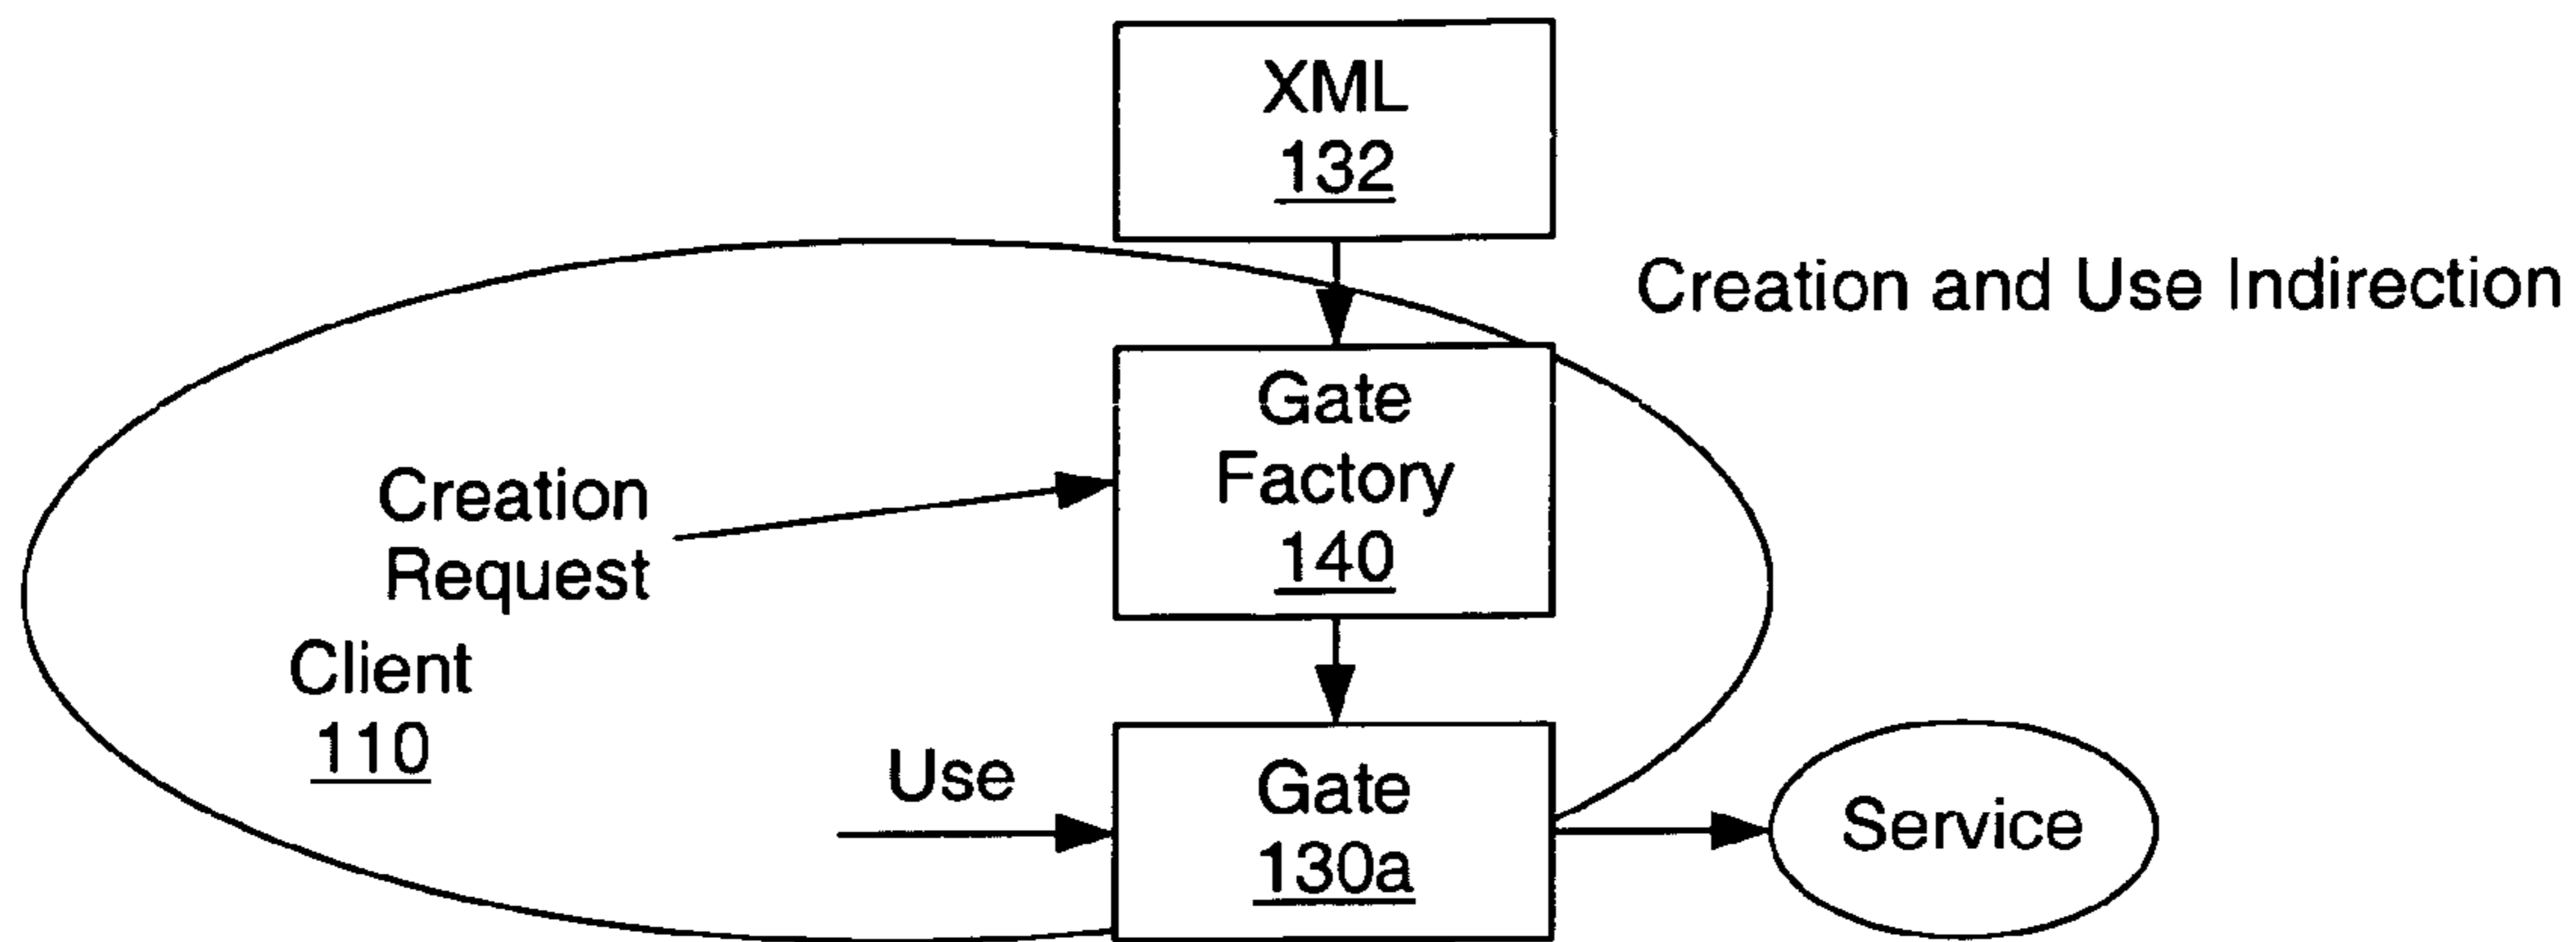 XML
132
Creation and Use Indirection
Gate
Factory
140
Creation
Request
Client
110
Use
Gate
130a
Service